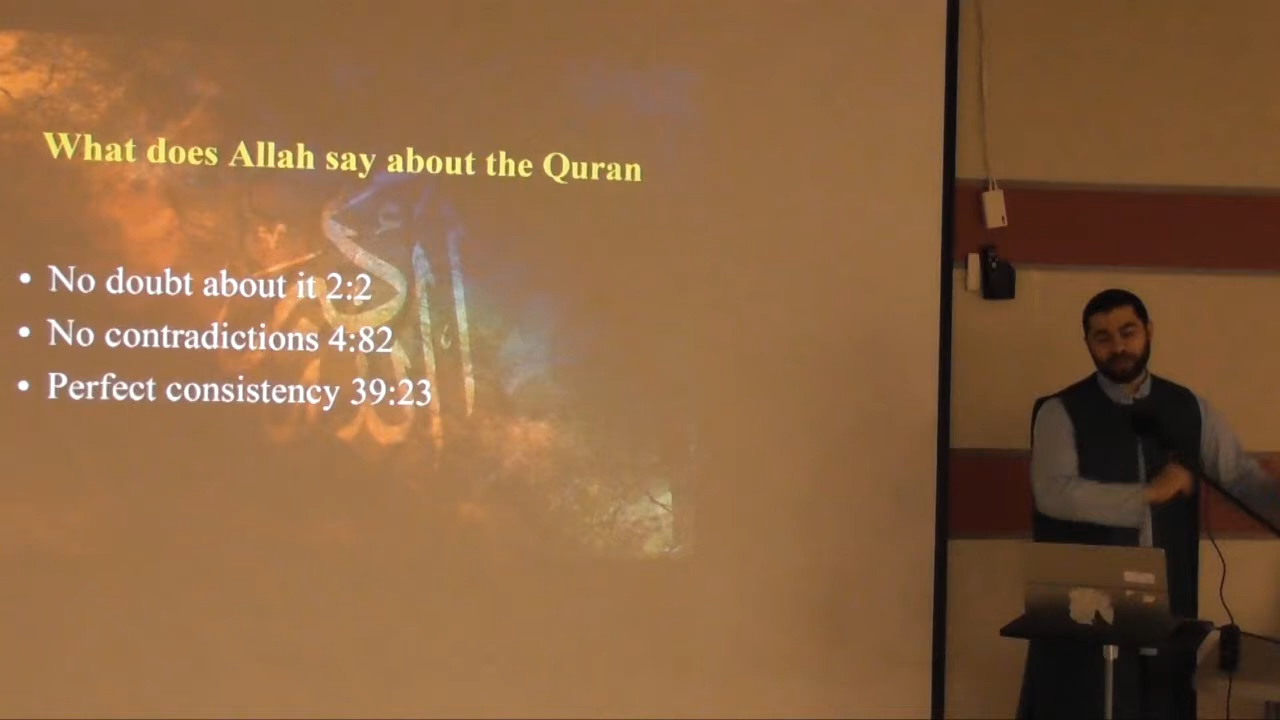 What does Allah say about the Quran
• No doubt about it 2:2
• No contradictions 4:82
• Perfect consistency 39:23